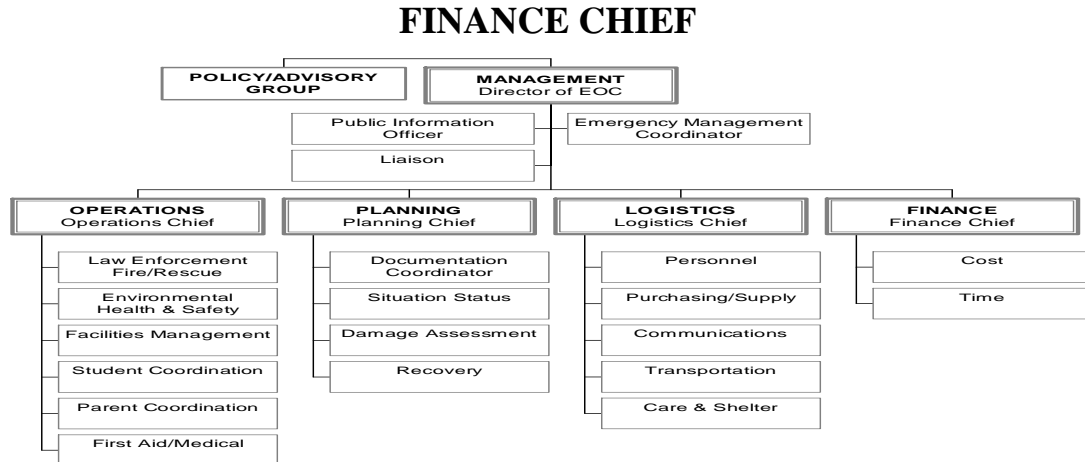 FINANCE CHIEF
POLICY/ADVISORY
GROUP
MANAGEMENT
Director of EOC
Public Information
Officer
Emergency Management
Coordinator
Liaison
OPERATIONS
Operations Chief
PLANNING
Planning Chief
LOGISTICS
Logistics Chief
FINANCE
Finance Chief
Law Enforcement
Fire/Rescue
Environmental
Health & Safety
Facilities Management
Student Coordination
Parent Coordination
First Aid/Medical
Documentation
Coordinator
Situation Status
Damage Assessment
Recovery
Personnel
Purchasing/Supply
Communications
Transportation
Care & Shelter
Cost
Time